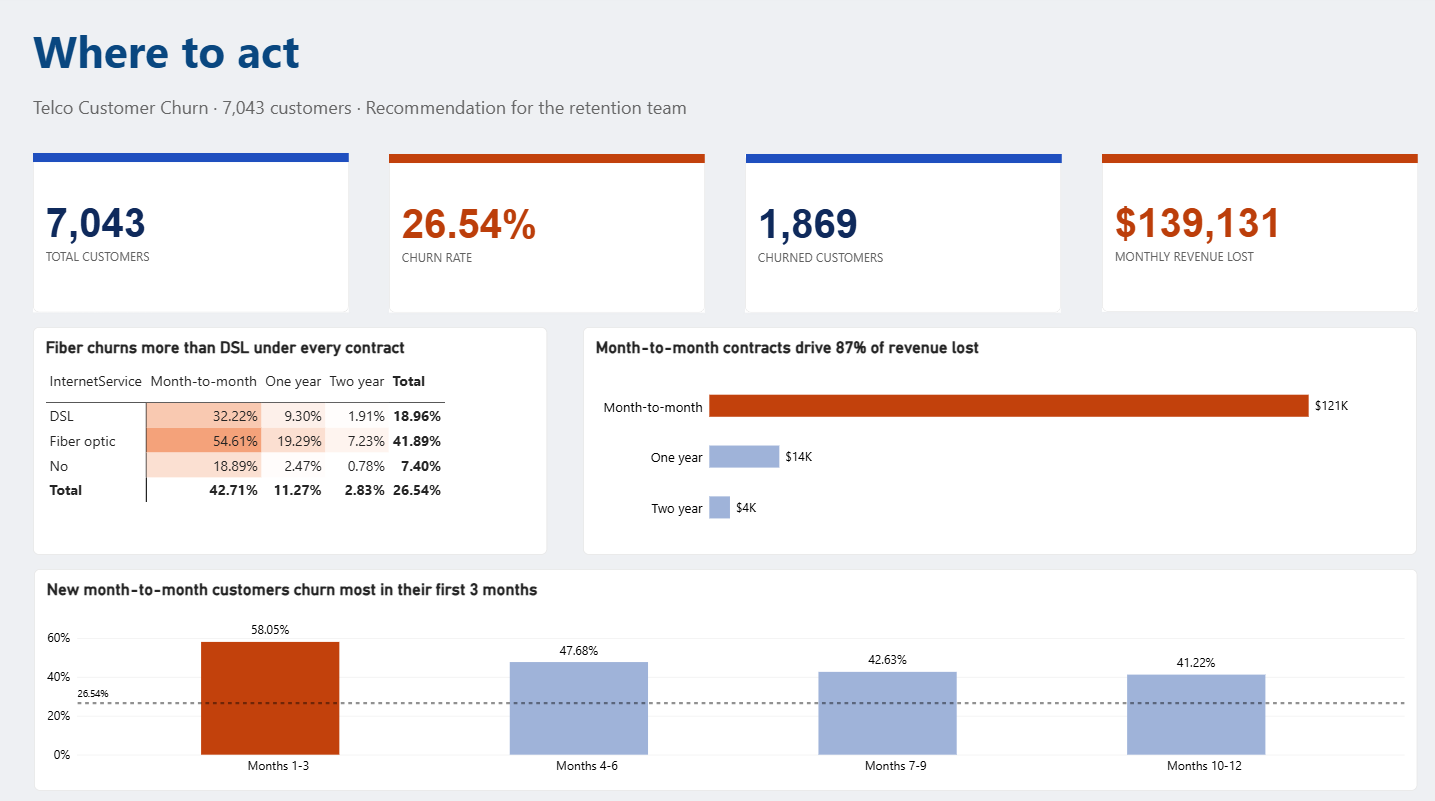 Where to act
Telco Customer Churn · 7,043 customers · Recommendation for the retention team
7,043
TOTAL CUSTOMERS
26.54%
CHURN RATE
1,869
CHURNED CUSTOMERS
$139,131
MONTHLY REVENUE LOST
Fiber churns more than DSL under every contract
InternetService Month-to-month One year Two year Total
DSL 32.22% 9.30% 1.91% 18.96%
Fiber optic 54.61% 19.29% 7.23% 41.89%
No 18.89% 2.47% 0.78% 7.40%
Total 42.71% 11.27% 2.83% 26.54%
Month-to-month contracts drive 87% of revenue lost
Month-to-month $121K
One year $14K
Two year $4K
New month-to-month customers churn most in their first 3 months
58.05% 47.68% 42.63% 41.22%
60%
40%
26.54%
20%
0%
Months 1-3 Months 4-6 Months 7-9 Months 10-12